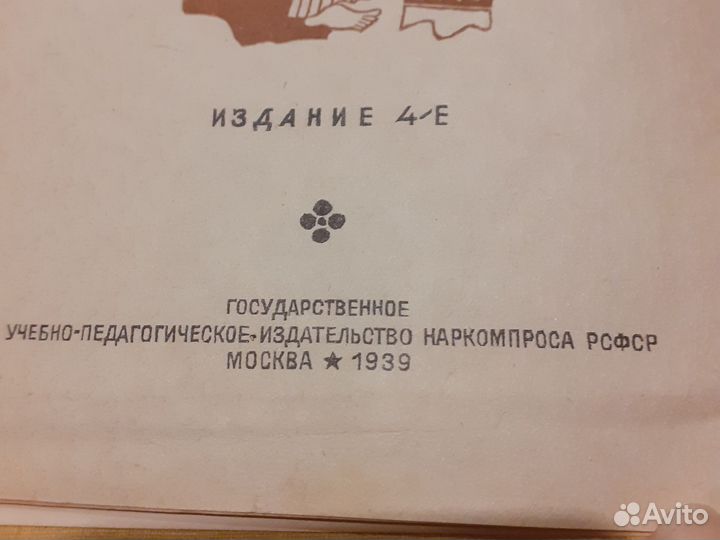 ИЗДАНИЕ 4-Е
ГОСУДАРСТВЕННОЕ
УЧЕБНО-ПЕДАГОГИЧЕСКОЕ ИЗДАТЕЛЬСТВО НАРКОМПРОСА РСФСР
МОСКВА ★ 1939
Avito